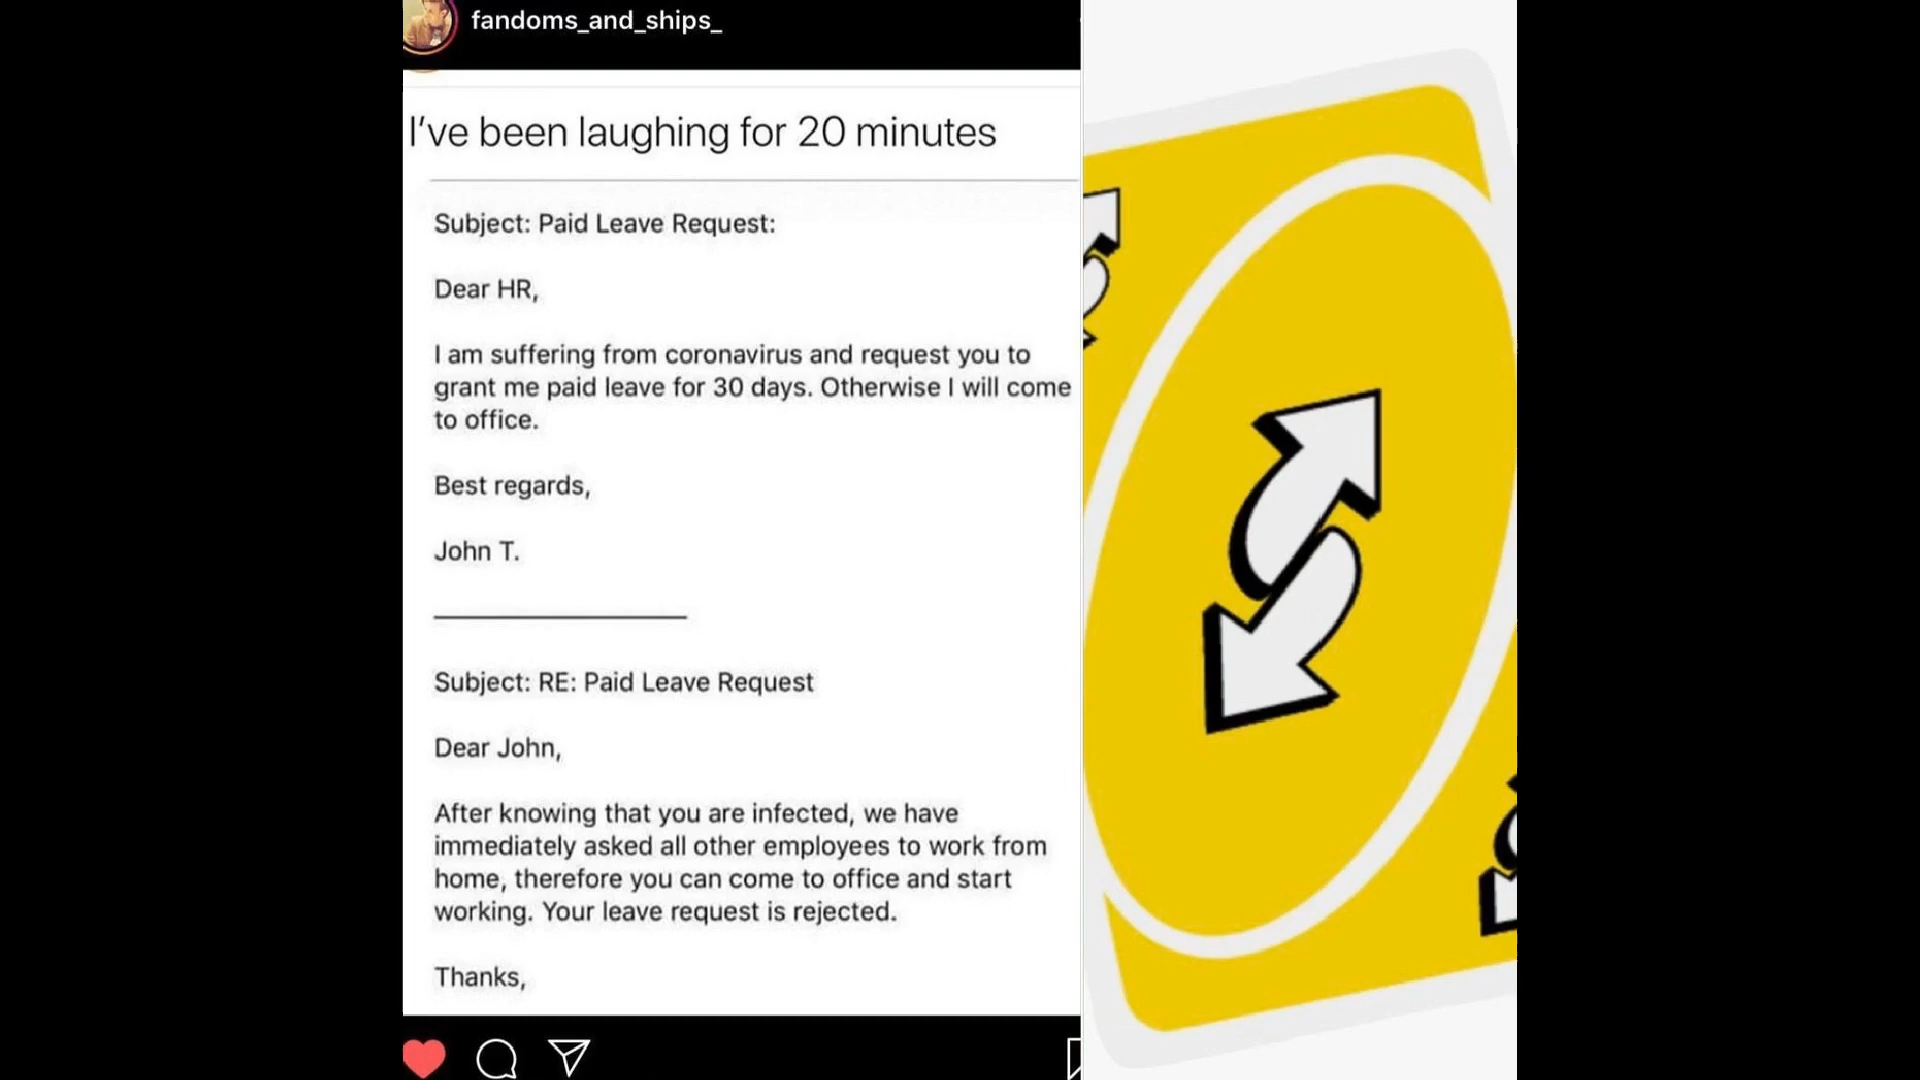 fandoms_and_ships_
I've been laughing for 20 minutes
Subject: Paid Leave Request:
Dear HR,
I am suffering from coronavirus and request you to
grant me paid leave for 30 days. Otherwise I will come
to office.
Best regards,
John T.
Subject: RE: Paid Leave Request
Dear John,
After knowing that you are infected, we have
immediately asked all other employees to work from
home, therefore you can come to office and start
working. Your leave request is rejected.
Thanks,